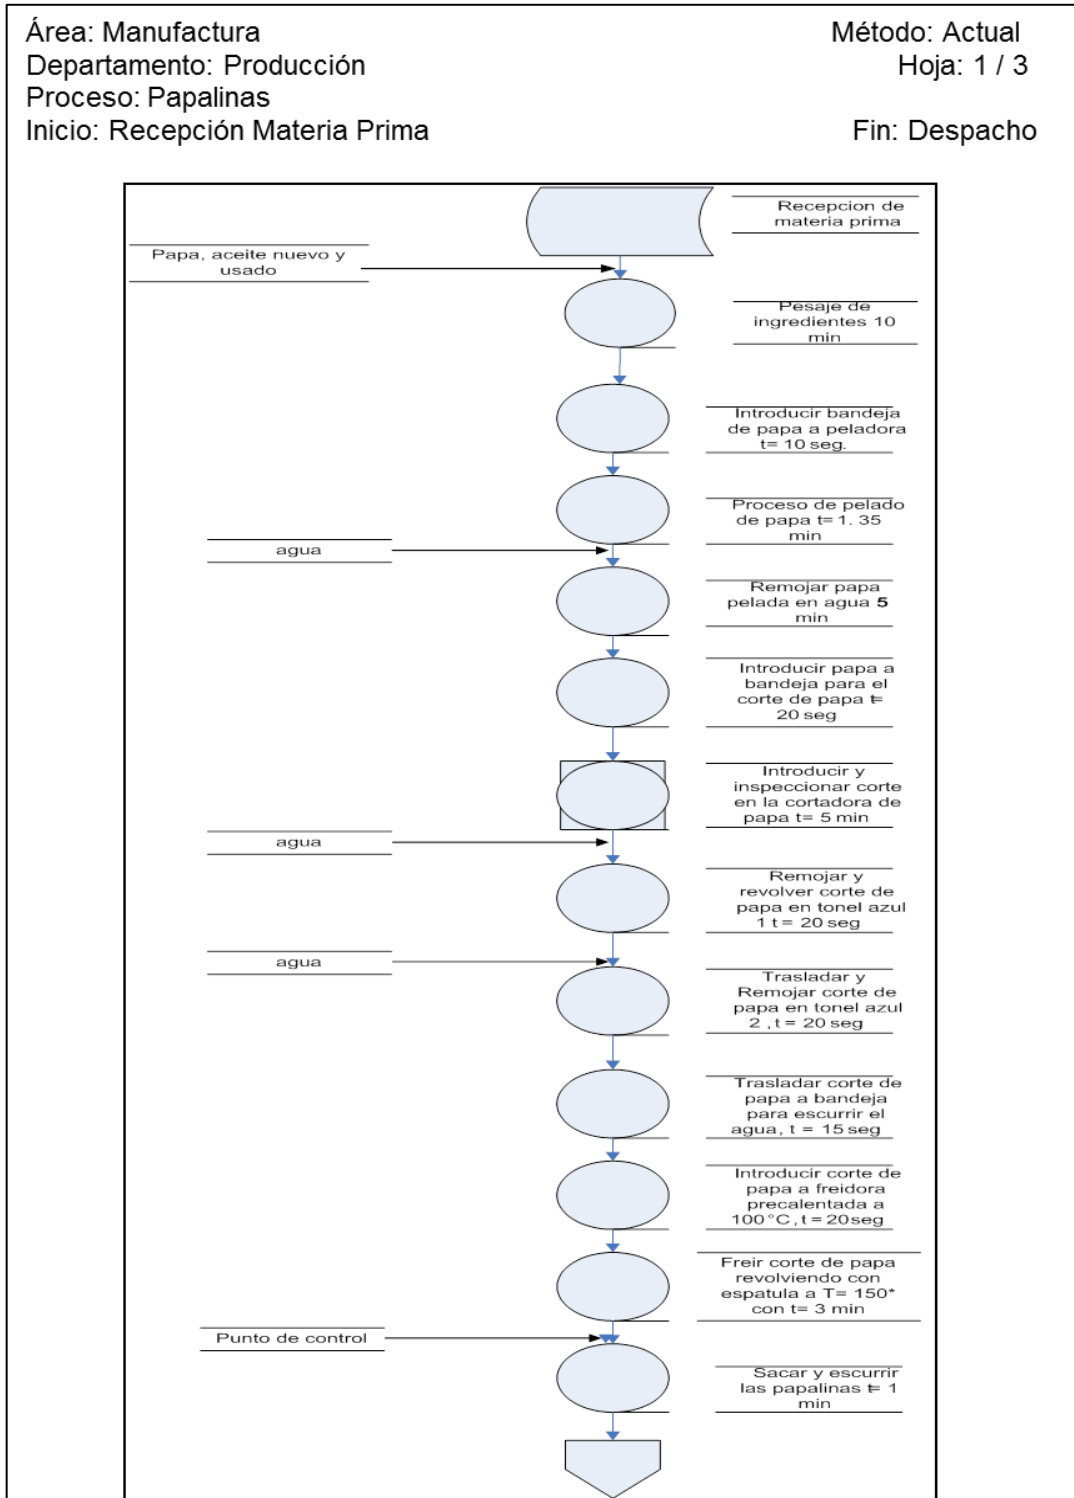 Área: Manufactura
Método: Actual
Departamento: Producción
Hoja: 1 / 3
Proceso: Papalinas
Inicio: Recepción Materia Prima
Fin: Despacho
Recepcion de
materia prima
Papa, aceite nuevo y
usado
Pesaje de
ingredientes 10
min
Introducir bandeja
de papa a peladora
t= 10 seg.
Proceso de pelado
de papa t= 1. 35
min
agua
Remojar papa
pelada en agua 5
min
Introducir papa a
bandeja para el
corte de papa t=
20 seg
Introducir y
inspeccionar corte
en la cortadora de
papa t= 5 min
agua
Remojar y
revolver corte de
papa en tonel azul
1 t = 20 seg
agua
Trasladar y
Remojar corte de
papa en tonel azul
2 , t = 20 seg
Trasladar corte de
papa a bandeja
para escurrir el
agua, t = 15 seg
Introducir corte de
papa a freidora
precalentada a
100°C, t = 20seg
Freir corte de papa
revolviendo con
espatula a T= 150*
con t= 3 min
Punto de control
Sacar y escurrir
las papalinas t= 1
min